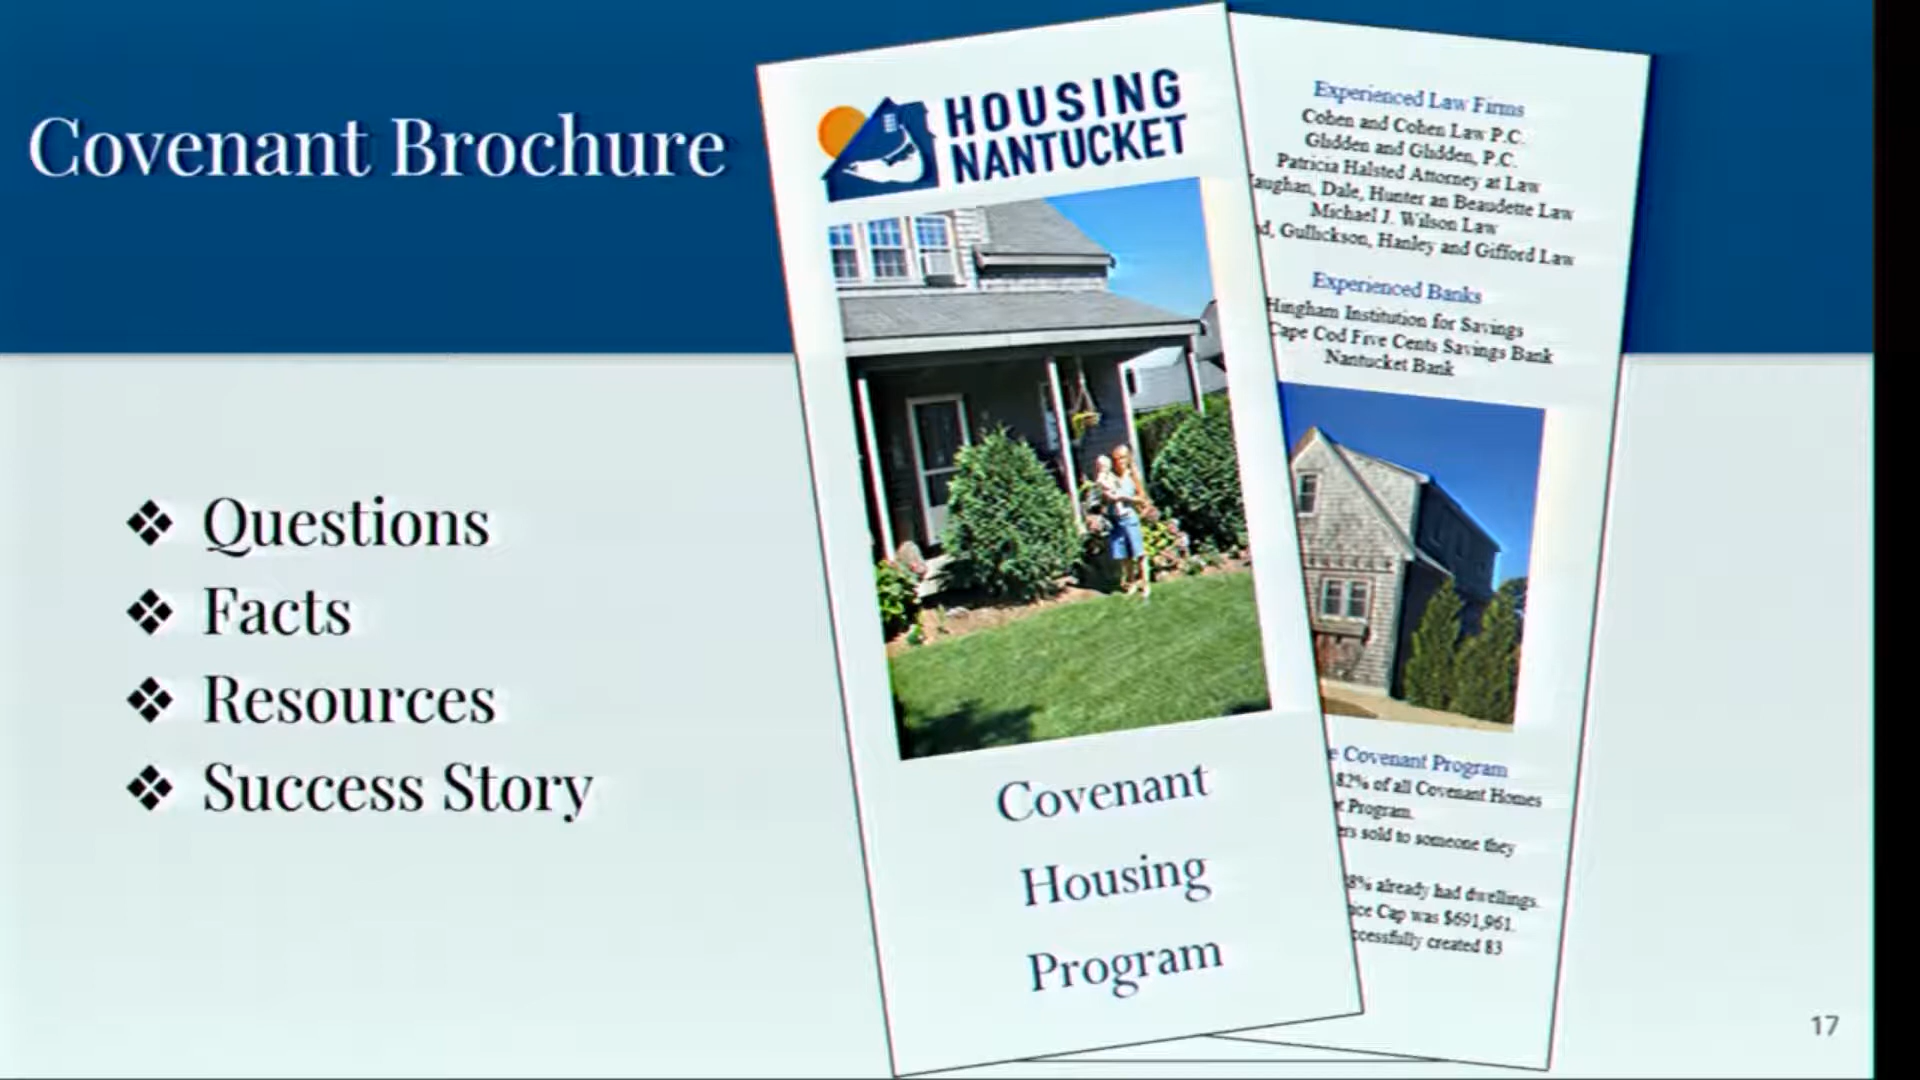 Covenant Brochure
❖ Questions
❖ Facts
❖ Resources
❖ Success Story
HOUSING
NANTUCKET
Covenant
Housing
Program
Experienced Law Firms
Cohen and Cohen Law P.C.
Glidden and Glidden, P.C.
Patricia Halsted Attorney at Law
Dale, Hunter an Beaudette Law
Michael J. Wilson Law
Gullickson, Hanley and Gifford Law
Experienced Banks
Hingham Institution for Savings
Cape Cod Five Cents Savings Bank
Nantucket Bank
Covenant Program
82% of all Covenant Homes
Program.
sold to someone they
already had dwellings.
Cap was $691,961.
created 83
17